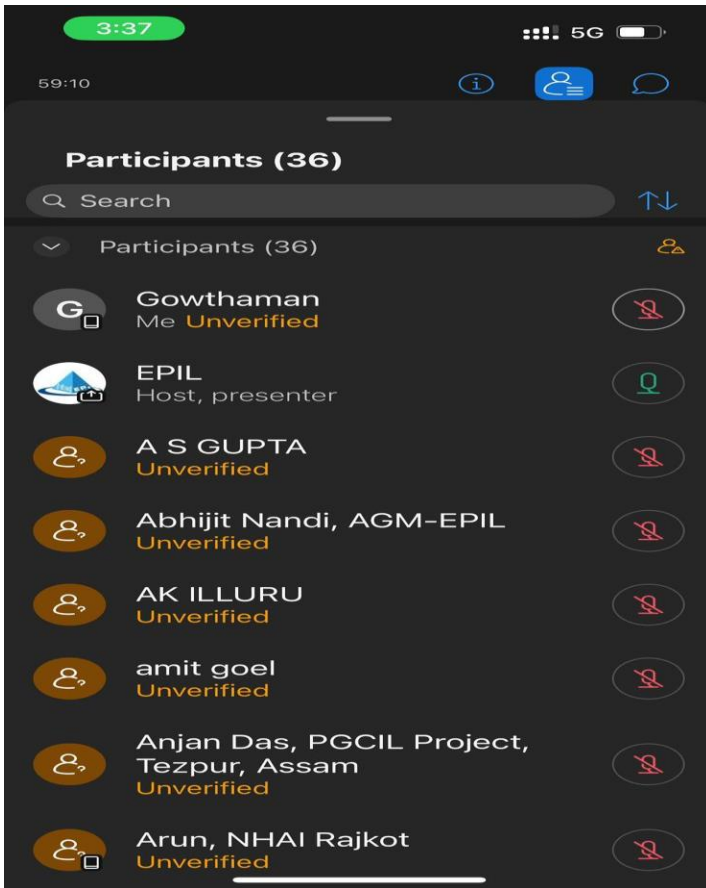 3:37
5G
59:10
Participants (36)
Search
Participants (36)
G
Gowthaman
Me Unverified
EPIL
Host, presenter
A S GUPTA
Unverified
Abhijit Nandi, AGM-EPIL
Unverified
AK ILLURU
Unverified
amit goel
Unverified
Anjan Das, PGCIL Project,
Tezpur, Assam
Unverified
Arun, NHAI Rajkot
Unverified